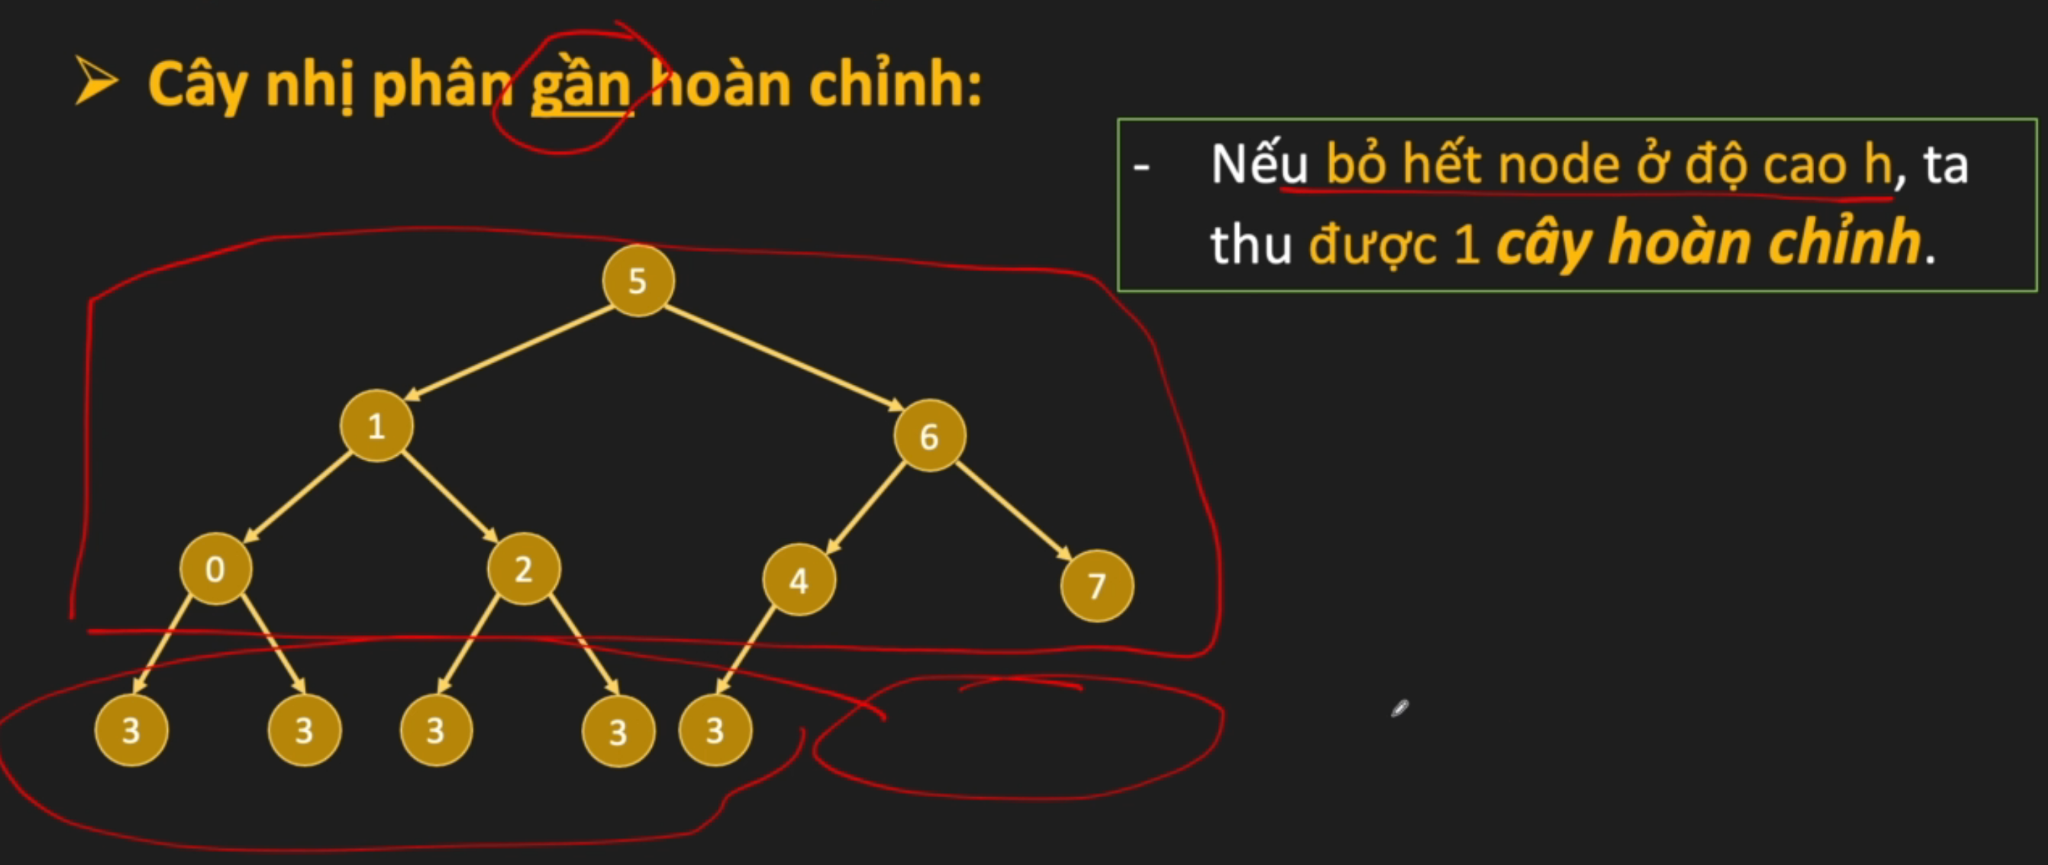 ➢ Cây nhị phân gần hoàn chỉnh:
- Nếu bỏ hết node ở độ cao h, ta
thu được 1 cây hoàn chỉnh.
5
1 6
0 2 4 7
3 3 3 3 3